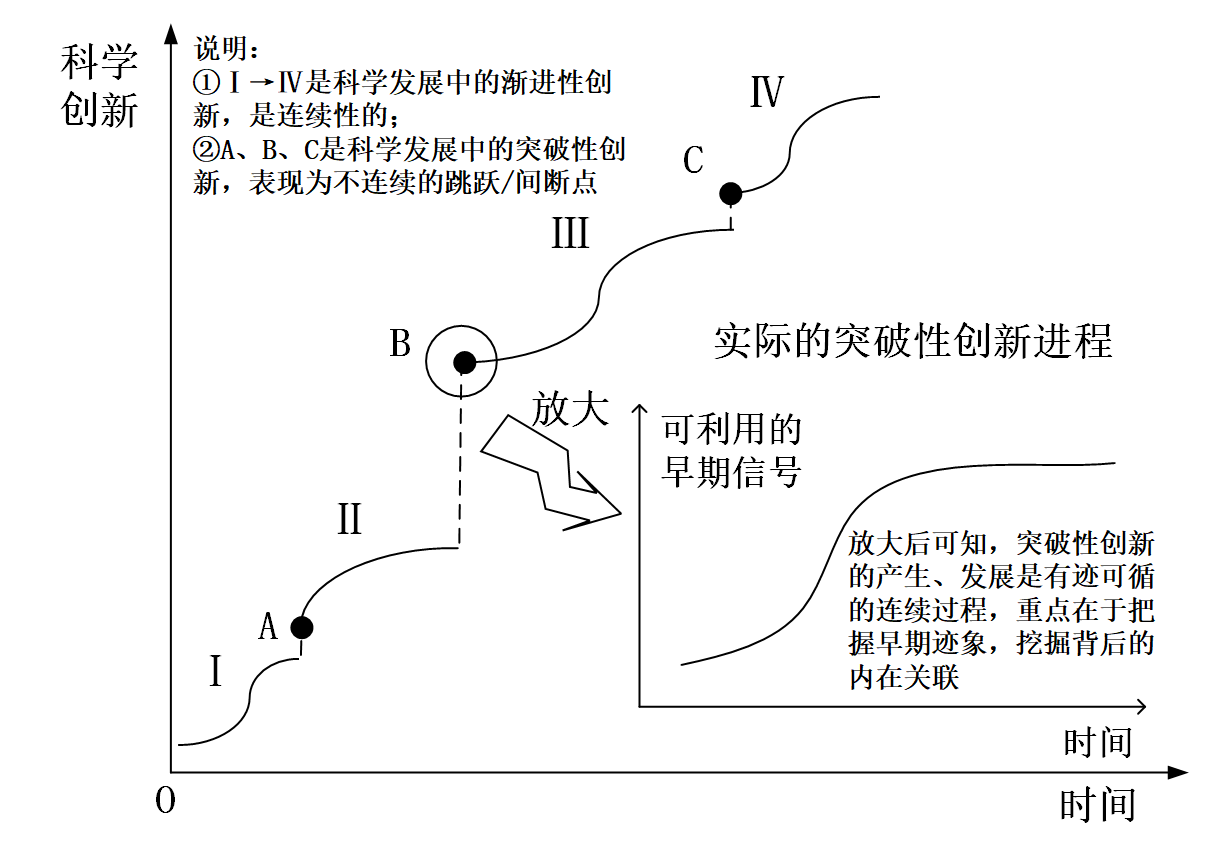 科学
创新
说明：
①Ⅰ→Ⅳ是科学发展中的渐进性创
新，是连续性的；
②A、B、C是科学发展中的突破性创
新，表现为不连续的跳跃/间断点
Ⅳ
C
Ⅲ
B
实际的突破性创新进程
放大
可利用的
早期信号
Ⅱ
放大后可知，突破性创新
的产生、发展是有迹可循
的连续过程，重点在于把
握早期迹象，挖掘背后的
内在关联
A
Ⅰ
时间
O
时间